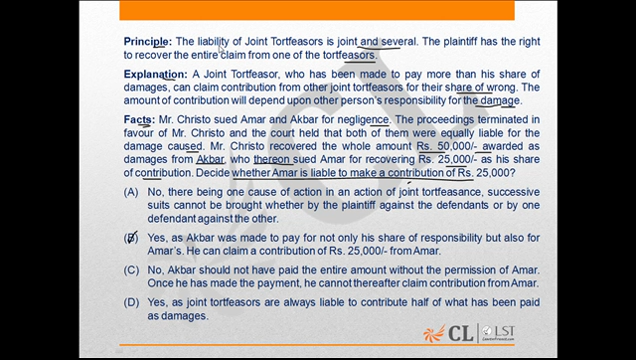 Principle: The liability of Joint Tortfeasors is joint and several. The plaintiff has the right
to recover the entire claim from one of the tortfeasors.
Explanation: A Joint Tortfeasor, who has been made to pay more than his share of
damages, can claim contribution from other joint tortfeasors for their share of wrong. The
amount of contribution will depend upon other person's responsibility for the damage.
Facts: Mr. Christo sued Amar and Akbar for negligence. The proceedings terminated in
favour of Mr. Christo and the court held that both of them were equally liable for the
damage caused. Mr. Christo recovered the whole amount Rs. 50,000/- awarded as
damages from Akbar, who thereon sued Amar for recovering Rs. 25,000/- as his share
of contribution. Decide whether Amar is liable to make a contribution of Rs. 25,000?
(A) No, there being one cause of action in an action of joint tortfeasance, successive
suits cannot be brought whether by the plaintiff against the defendants or by one
defendant against the other.
(B) Yes, as Akbar was made to pay for not only his share of responsibility but also for
Amar's. He can claim a contribution of Rs. 25,000/- from Amar.
(C) No, Akbar should not have paid the entire amount without the permission of Amar.
Once he has made the payment, he cannot thereafter claim contribution from Amar.
(D) Yes, as joint tortfeasors are always liable to contribute half of what has been paid
as damages.
CL LST